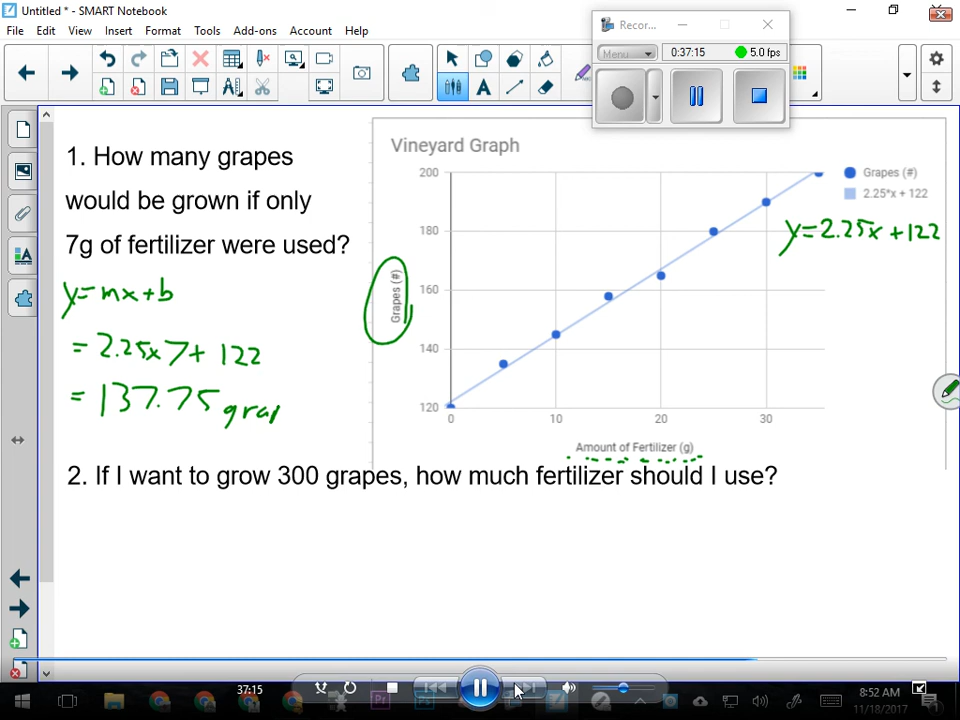 Untitled * - SMART Notebook
Recor...
File Edit View Insert Format Tools Add-ons Account Help
Menu
0:37:15
5.0 fps
1. How many grapes
would be grown if only
7g of fertilizer were used?
y=mx+b
= 2.25x7+ 122
= 137.75 grap
Vineyard Graph
Grapes (#)
200
180
160
140
120
0 10 20 30
Amount of Fertilizer (g)
Grapes (#)
2.25*x + 122
y=2.25x+122
2. If I want to grow 300 grapes, how much fertilizer should I use?
37:15
Pr
8:52 AM
11/18/2017